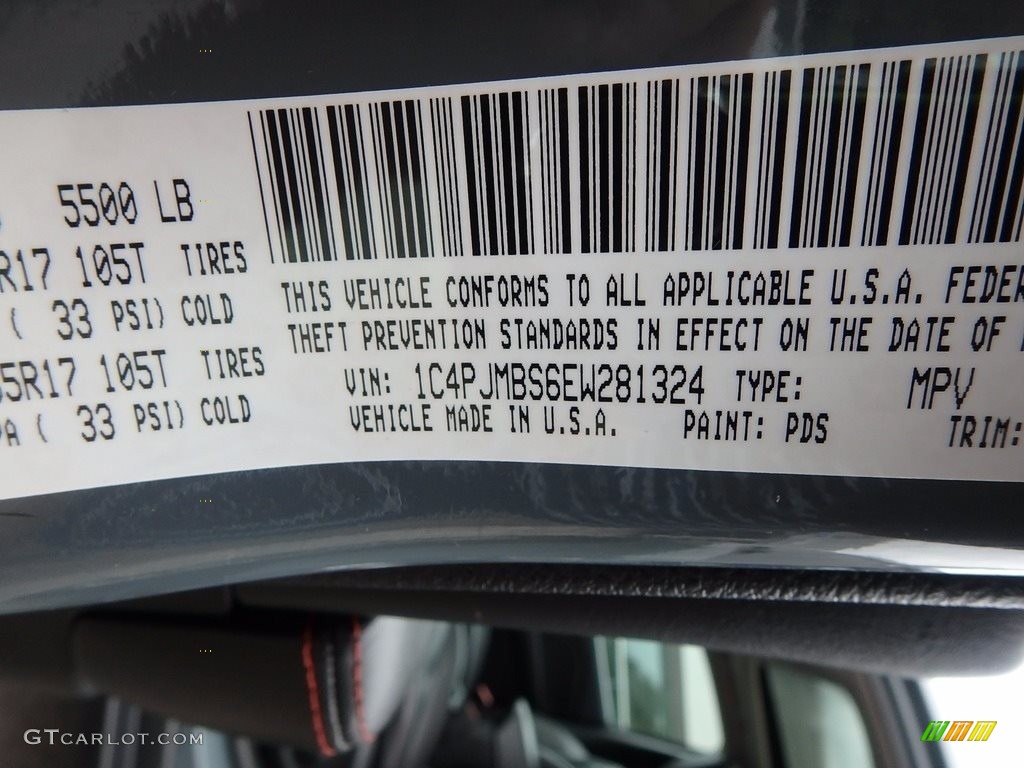 5500 LB
R17 105T TIRES
( 33 PSI) COLD
5R17 105T TIRES
PA ( 33 PSI) COLD
THIS VEHICLE CONFORMS TO ALL APPLICABLE U.S.A. FEDER
THEFT PREVENTION STANDARDS IN EFFECT ON THE DATE OF
VIN: 1C4PJMBS6EW281324 TYPE: MPV
VEHICLE MADE IN U.S.A. PAINT: PDS TRIM:
GTCARLOT.COM